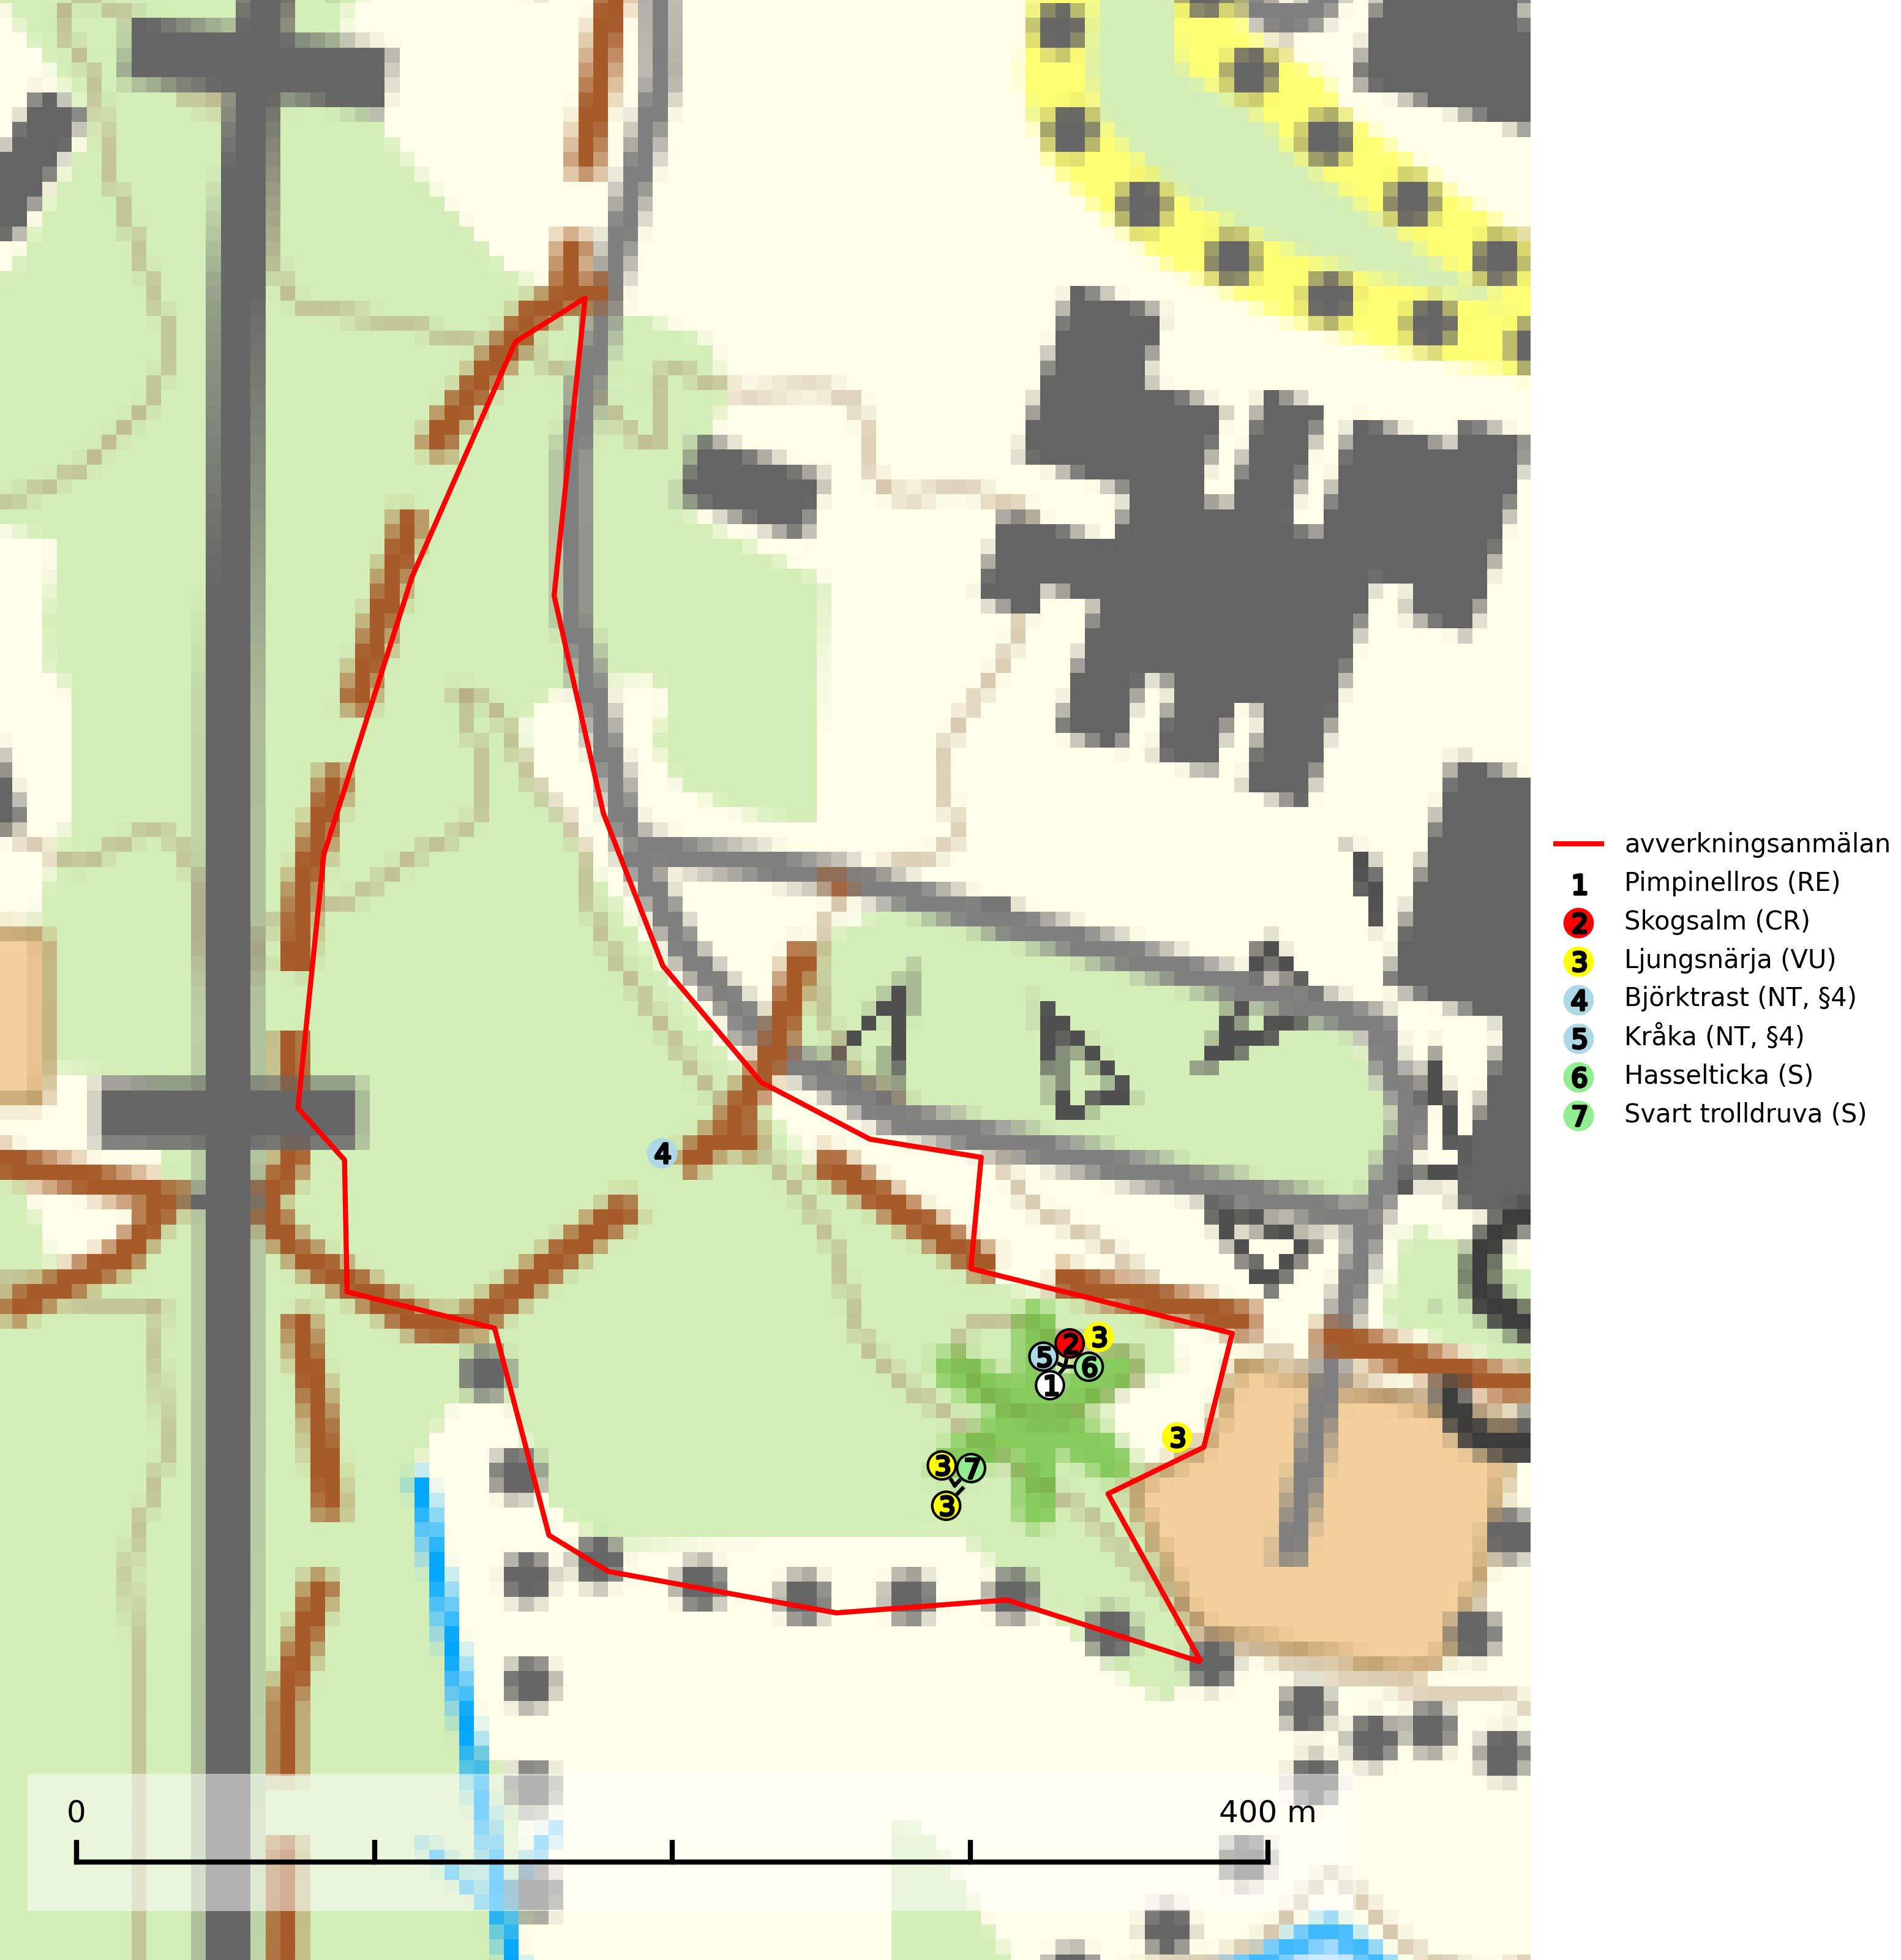 2
3
5
6
1
3
3
7
3
4
avverkningsanmälan
1 Pimpinellros (RE)
2 Skogsalm (CR)
3 Ljungsnärja (VU)
4 Björktrast (NT, §4)
5 Kråka (NT, §4)
6 Hasselticka (S)
7 Svart trolldruva (S)
0 400 m